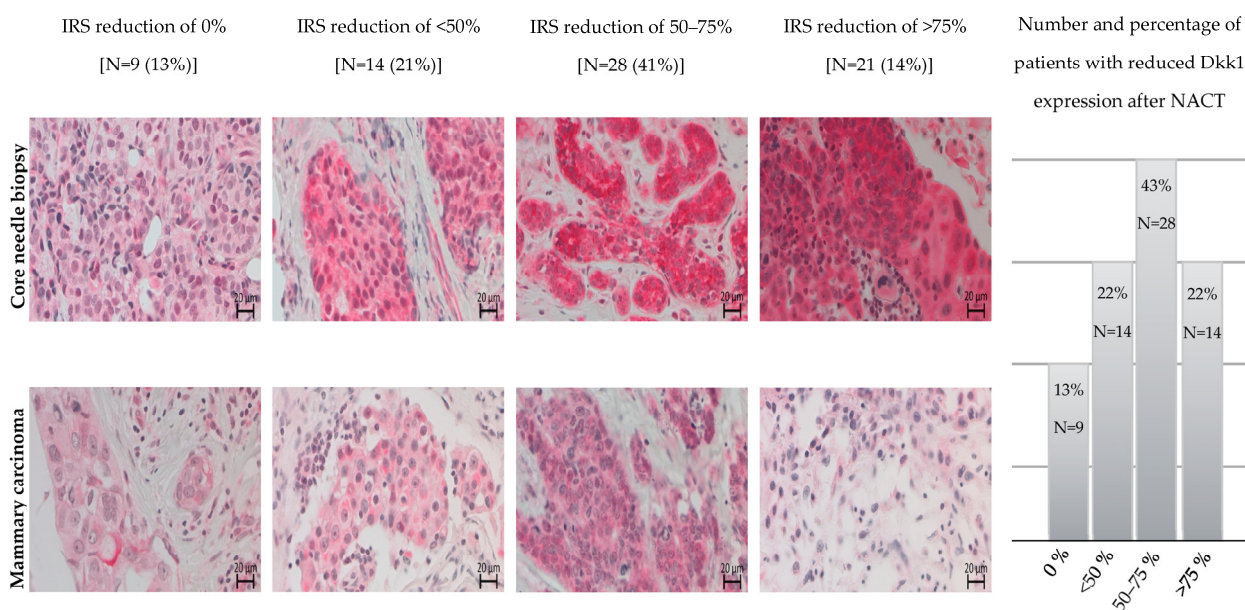 IRS reduction of 0%
[N=9 (13%)]
IRS reduction of <50%
[N=14 (21%)]
IRS reduction of 50–75%
[N=28 (41%)]
IRS reduction of >75%
[N=21 (14%)]
Number and percentage of
patients with reduced Dkk1
expression after NACT
Core needle biopsy
20 µm
20 µm
20 µm
20 µm
Mammary carcinoma
20 µm
20 µm
20 µm
20 µm
43%
N=28
22%
N=14
22%
N=14
13%
N=9
0 %
<50 %
50–75 %
>75 %